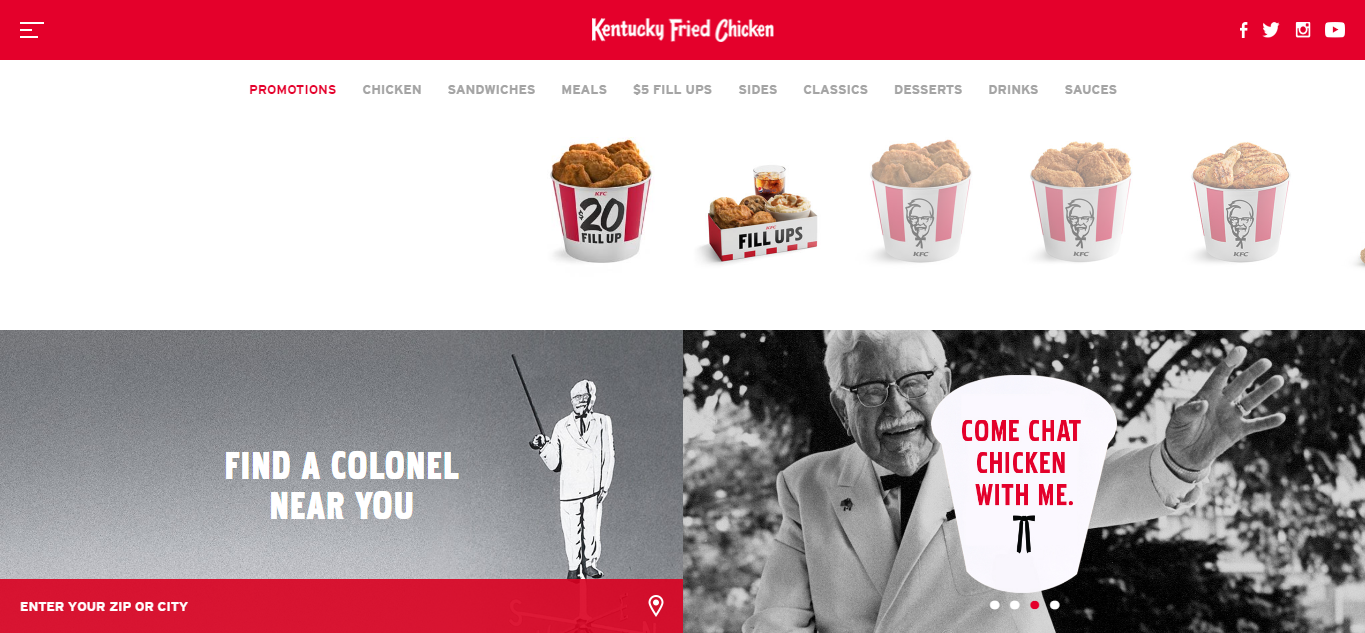 Kentucky Fried Chicken
PROMOTIONS CHICKEN SANDWICHES MEALS $5 FILL UPS SIDES CLASSICS DESSERTS DRINKS SAUCES
KFC
$20
FILL UP
KFC
FILL UPS
KFC
KFC
KFC
FIND A COLONEL
NEAR YOU
ENTER YOUR ZIP OR CITY
COME CHAT
CHICKEN
WITH ME.